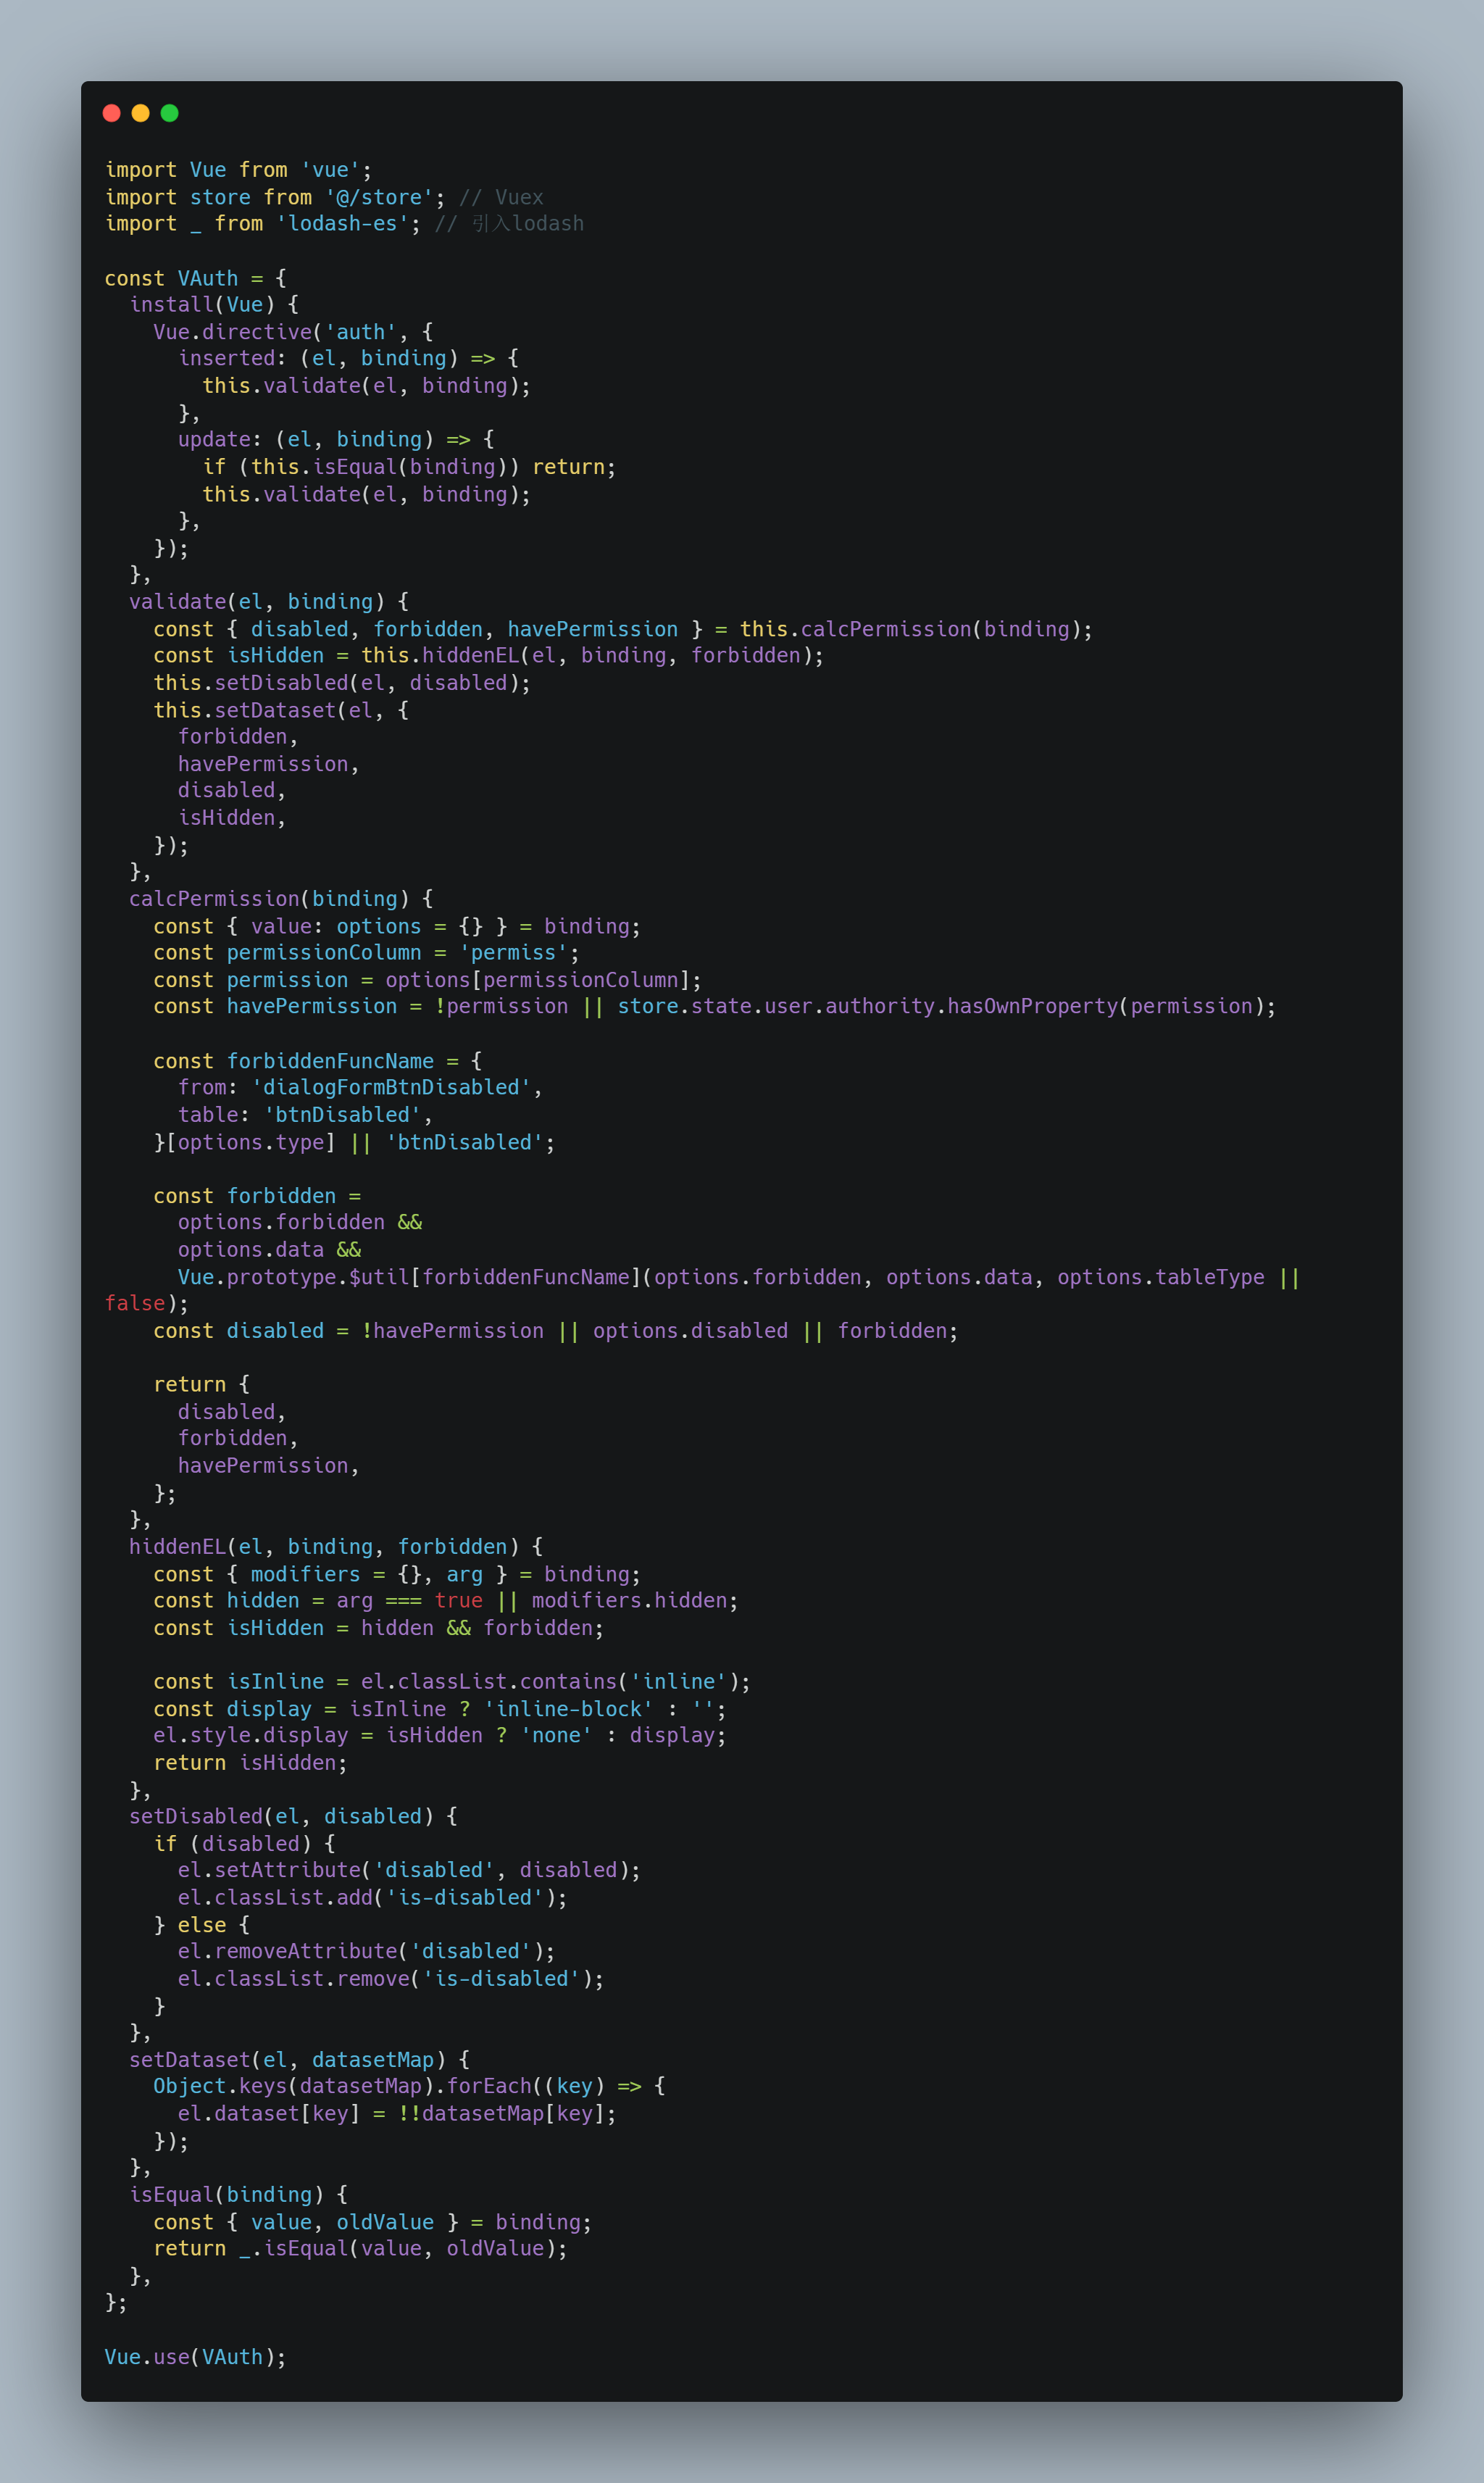 import Vue from 'vue';
import store from '@/store'; // Vuex
import _ from 'lodash-es'; // 引入lodash

const VAuth = {
  install(Vue) {
    Vue.directive('auth', {
      inserted: (el, binding) => {
        this.validate(el, binding);
      },
      update: (el, binding) => {
        if (this.isEqual(binding)) return;
        this.validate(el, binding);
      },
    });
  },
  validate(el, binding) {
    const { disabled, forbidden, havePermission } = this.calcPermission(binding);
    const isHidden = this.hiddenEL(el, binding, forbidden);
    this.setDisabled(el, disabled);
    this.setDataset(el, {
      forbidden,
      havePermission,
      disabled,
      isHidden,
    });
  },
  calcPermission(binding) {
    const { value: options = {} } = binding;
    const permissionColumn = 'permiss';
    const permission = options[permissionColumn];
    const havePermission = !permission || store.state.user.authority.hasOwnProperty(permission);

    const forbiddenFuncName = {
      from: 'dialogFormBtnDisabled',
      table: 'btnDisabled',
    }[options.type] || 'btnDisabled';

    const forbidden =
      options.forbidden &&
      options.data &&
      Vue.prototype.$util[forbiddenFuncName](options.forbidden, options.data, options.tableType ||
false);
    const disabled = !havePermission || options.disabled || forbidden;

    return {
      disabled,
      forbidden,
      havePermission,
    };
  },
  hiddenEL(el, binding, forbidden) {
    const { modifiers = {}, arg } = binding;
    const hidden = arg === true || modifiers.hidden;
    const isHidden = hidden && forbidden;

    const isInline = el.classList.contains('inline');
    const display = isInline ? 'inline-block' : '';
    el.style.display = isHidden ? 'none' : display;
    return isHidden;
  },
  setDisabled(el, disabled) {
    if (disabled) {
      el.setAttribute('disabled', disabled);
      el.classList.add('is-disabled');
    } else {
      el.removeAttribute('disabled');
      el.classList.remove('is-disabled');
    }
  },
  setDataset(el, datasetMap) {
    Object.keys(datasetMap).forEach((key) => {
      el.dataset[key] = !!datasetMap[key];
    });
  },
  isEqual(binding) {
    const { value, oldValue } = binding;
    return _.isEqual(value, oldValue);
  },
};

Vue.use(VAuth);